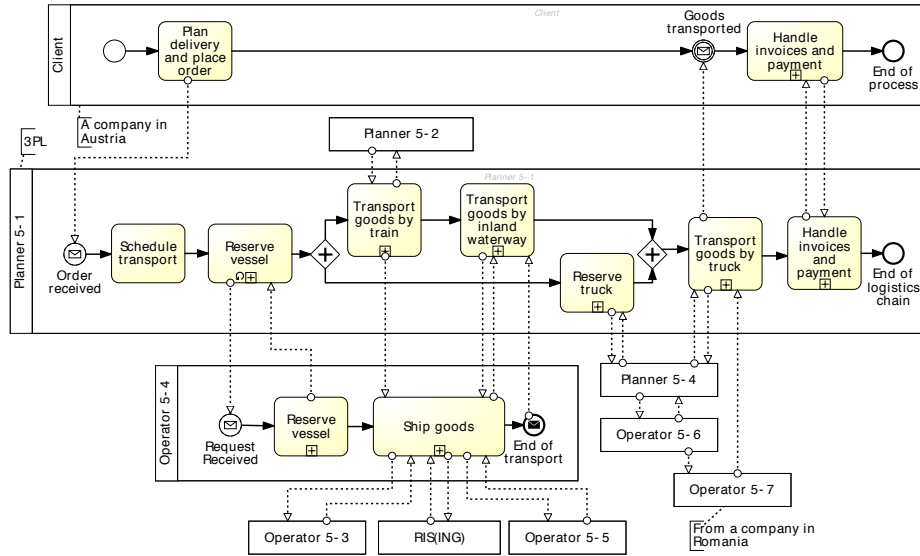 Client
Client
Plan
delivery
and place
order
Goods
transported
Handle
invoices and
payment
End of
process
A company in
Austria
3PL
Planner 5-2
Planner 5-1
Planner 5-1
Order
received
Schedule
transport
Reserve
vessel
Transport
goods by
train
Transport
goods by
inland
waterway
Reserve
truck
Transport
goods by
truck
Handle
invoices
and
payment
End of
logistics
chain
Operator 5-4
Request
Received
Reserve
vessel
Ship goods
End of
transport
Planner 5-4
Operator 5-6
Operator 5-7
From a company in
Romania
Operator 5-3
RIS(ING)
Operator 5-5